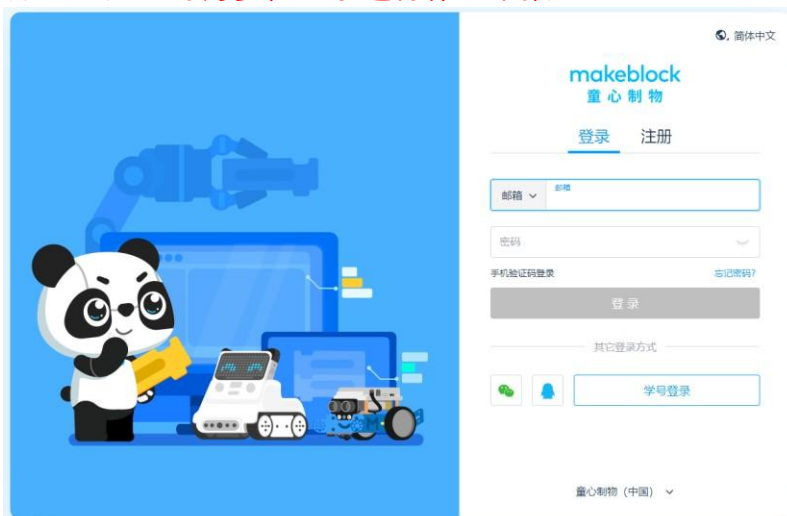 简体中文
makeblock
童心制物
登录 注册
邮箱 邮箱
密码
手机验证码登录 忘记密码?
登录
其它登录方式
学号登录
童心制物（中国）